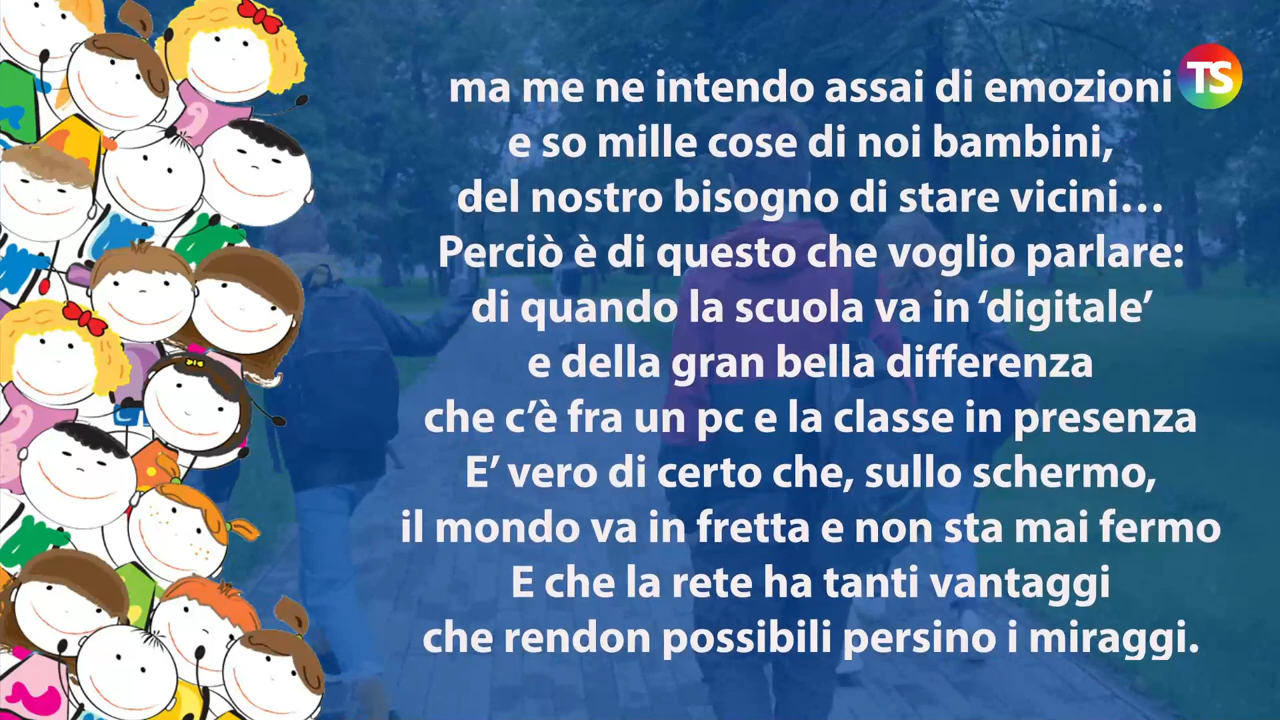 ma me ne intendo assai di emozioni
TS
e so mille cose di noi bambini,
del nostro bisogno di stare vicini…
Perciò è di questo che voglio parlare:
di quando la scuola va in ‘digitale’
e della gran bella differenza
che c’è fra un pc e la classe in presenza
E’ vero di certo che, sullo schermo,
il mondo va in fretta e non sta mai fermo
E che la rete ha tanti vantaggi
che rendon possibili persino i miraggi.